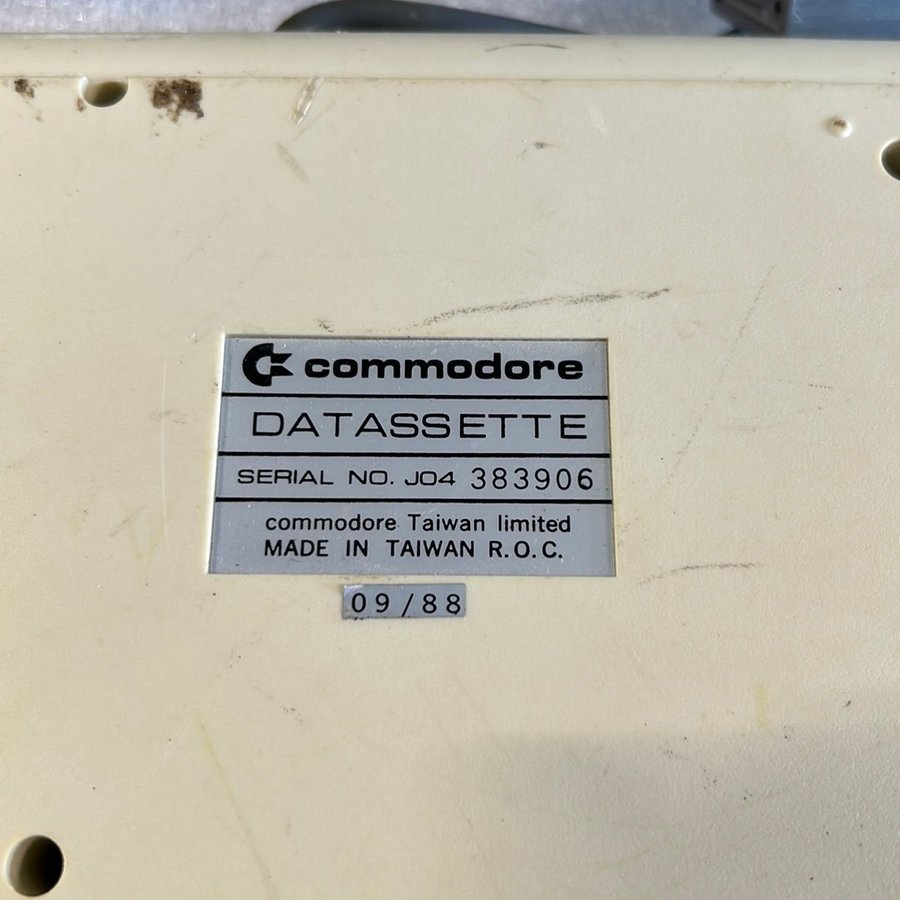 commodore
DATASSETTE
SERIAL NO. J04 383906
commodore Taiwan limited
MADE IN TAIWAN R.O.C.
09/88